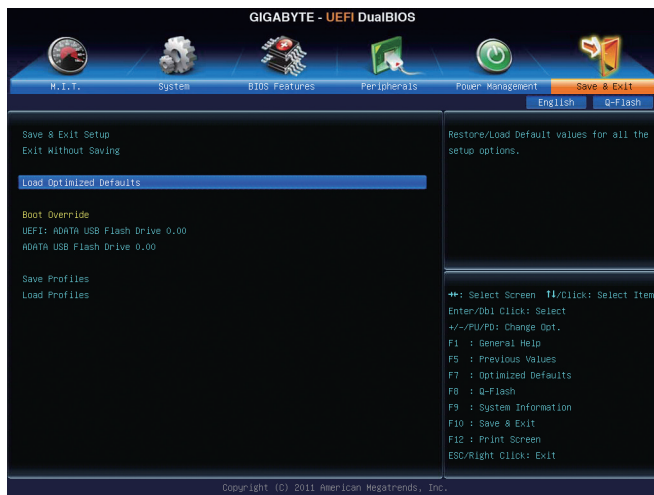 GIGABYTE - UEFI DualBIOS
M.I.T.
System
BIOS Features
Peripherals
Power Management
Save & Exit
English
Q-Flash
Save & Exit Setup
Exit Without Saving
Load Optimized Defaults
Boot Override
UEFI: ADATA USB Flash Drive 0.00
ADATA USB Flash Drive 0.00
Save Profiles
Load Profiles
Restore/Load Default values for all the
setup options.
→←: Select Screen ↑↓/Click: Select Item
Enter/Dbl Click: Select
+/-/PU/PD: Change Opt.
F1 : General Help
F5 : Previous Values
F7 : Optimized Defaults
F8 : Q-Flash
F9 : System Information
F10 : Save & Exit
F12 : Print Screen
ESC/Right Click: Exit
Copyright (C) 2011 American Megatrends, Inc.